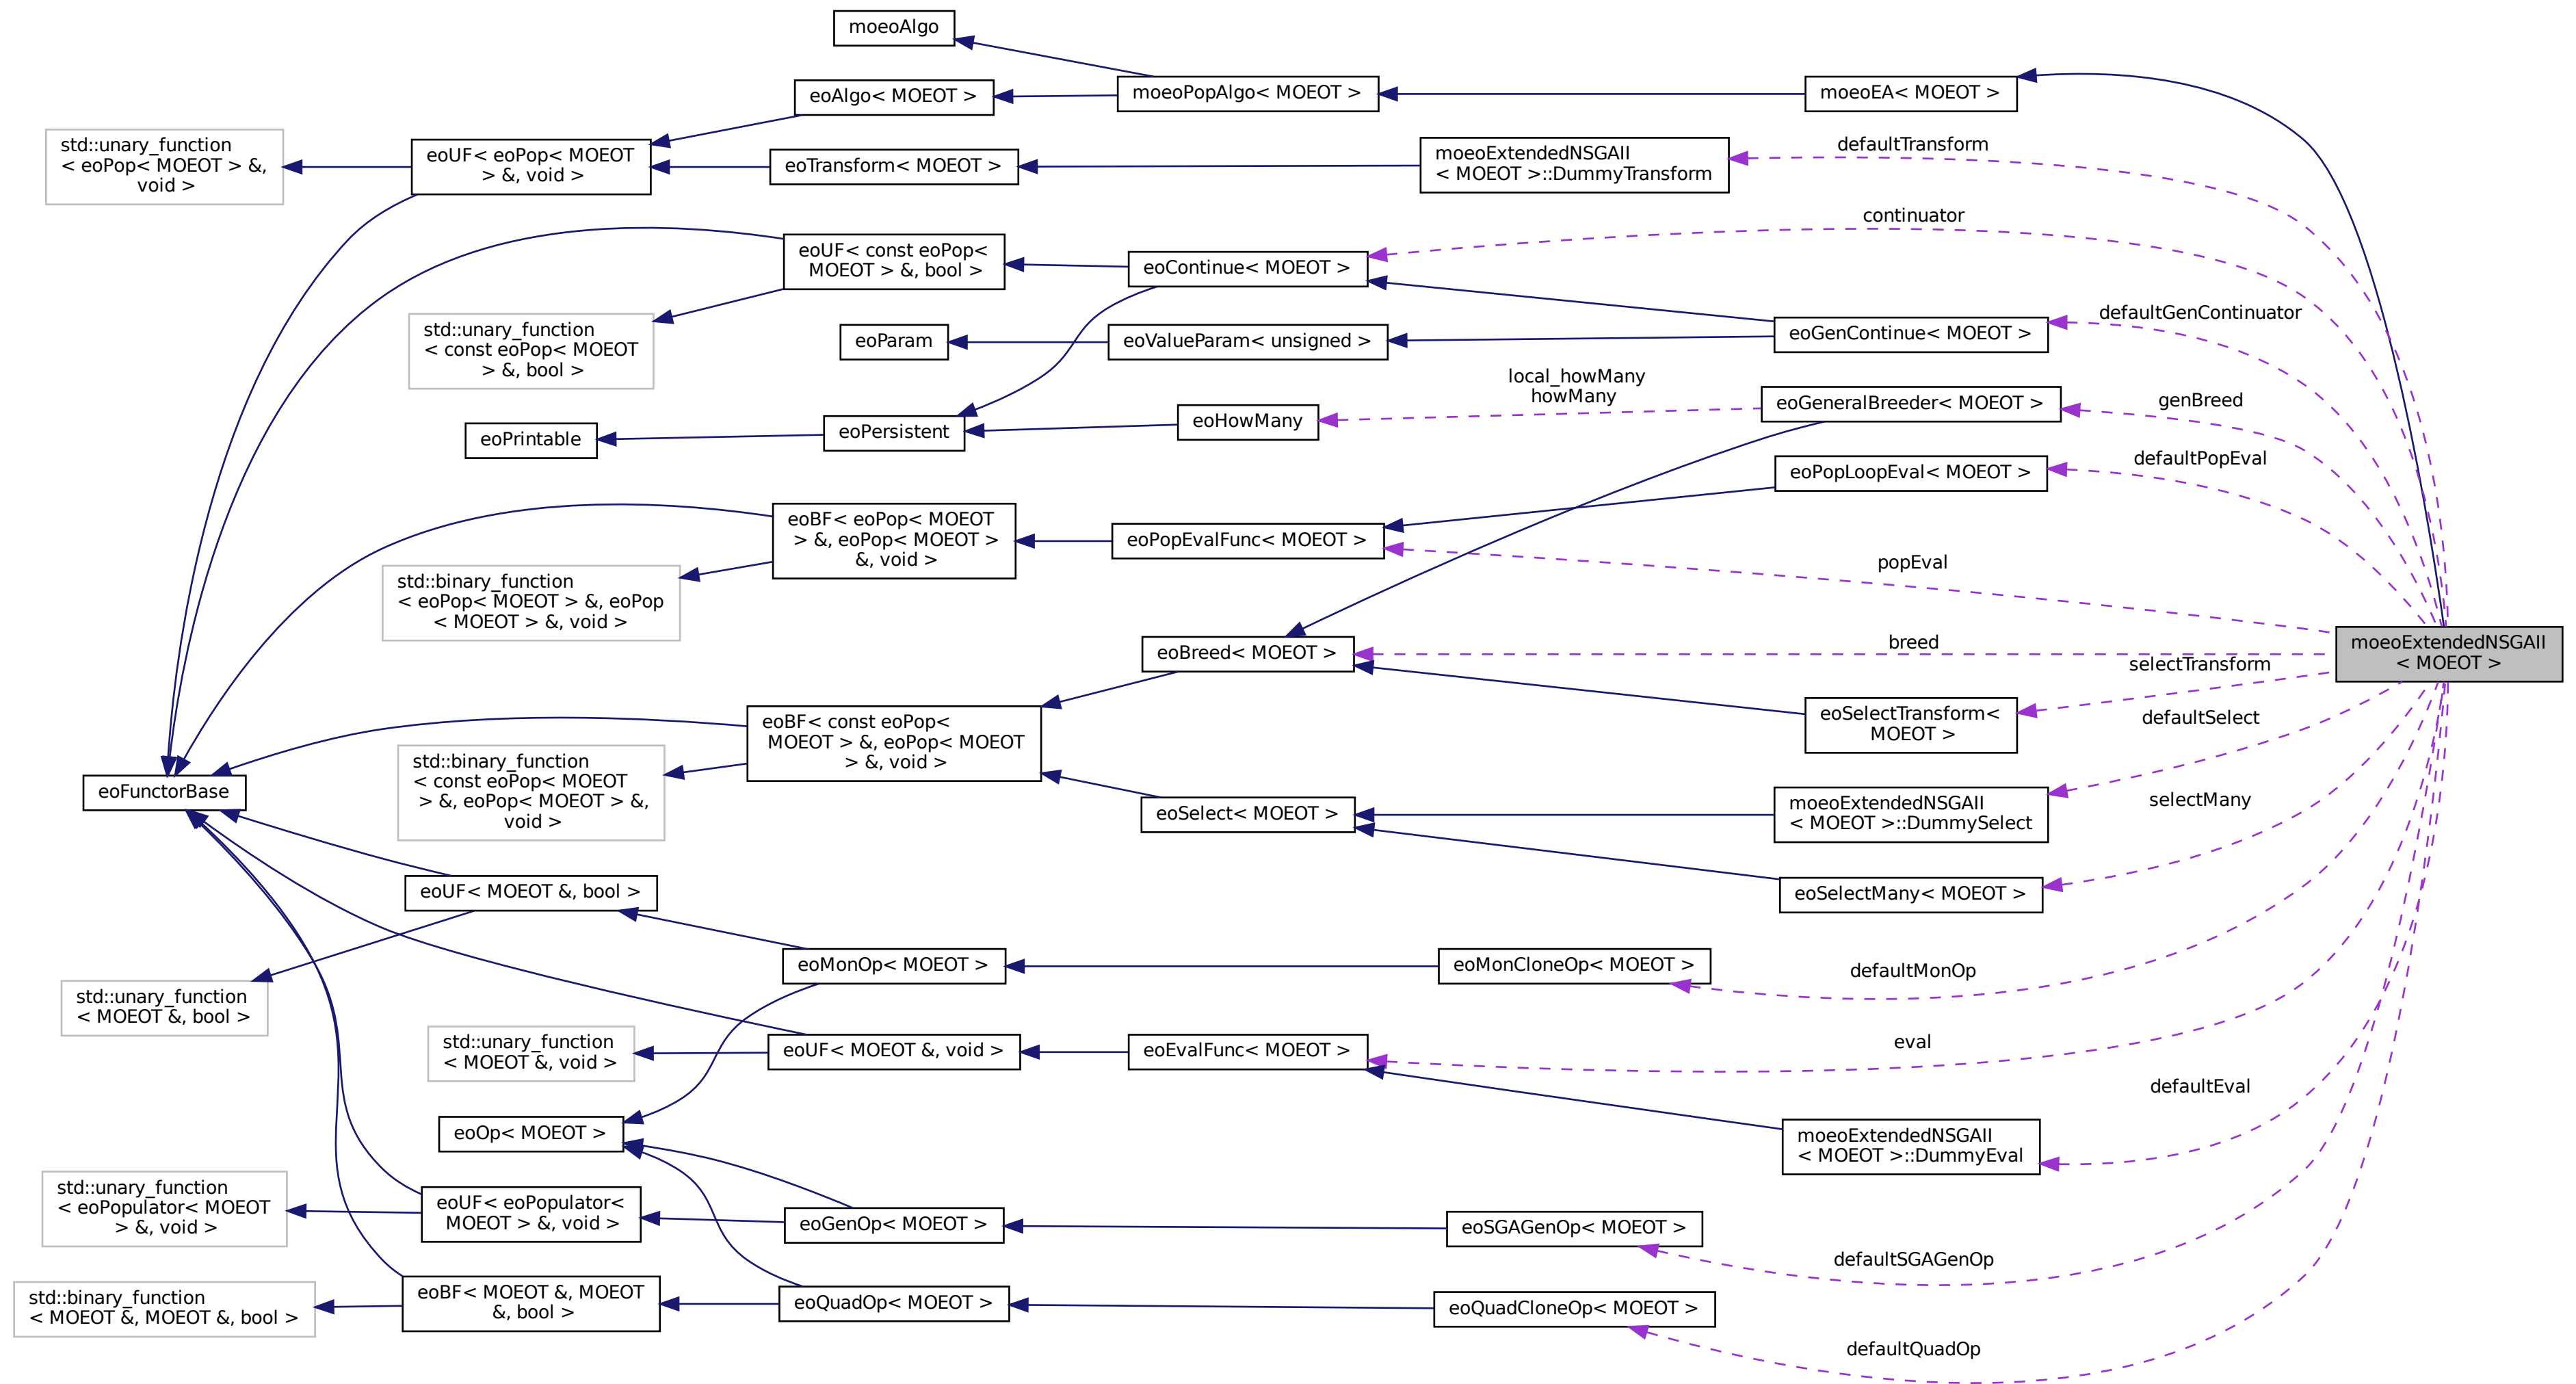 moeoAlgo
eoAlgo< MOEOT >
moeoPopAlgo< MOEOT >
moeoEA< MOEOT >
std::unary_function
< eoPop< MOEOT > &,
void >
eoUF< eoPop< MOEOT
> &, void >
eoTransform< MOEOT >
moeoExtendedNSGAII
< MOEOT >::DummyTransform
defaultTransform
continuator
eoUF< const eoPop<
MOEOT > &, bool >
eoContinue< MOEOT >
defaultGenContinuator
std::unary_function
< const eoPop< MOEOT
> &, bool >
eoParam
eoValueParam< unsigned >
eoGenContinue< MOEOT >
local_howMany
howMany
eoGeneralBreeder< MOEOT >
genBreed
eoPrintable
eoPersistent
eoHowMany
defaultPopEval
eoPopLoopEval< MOEOT >
eoBF< eoPop< MOEOT
> &, eoPop< MOEOT >
&, void >
eoPopEvalFunc< MOEOT >
popEval
std::binary_function
< eoPop< MOEOT > &, eoPop
< MOEOT > &, void >
eoBreed< MOEOT >
breed
moeoExtendedNSGAII
< MOEOT >
selectTransform
eoSelectTransform<
MOEOT >
defaultSelect
eoBF< const eoPop<
MOEOT > &, eoPop< MOEOT
> &, void >
std::binary_function
< const eoPop< MOEOT
> &, eoPop< MOEOT > &,
void >
eoFunctorBase
eoSelect< MOEOT >
moeoExtendedNSGAII
< MOEOT >::DummySelect
selectMany
eoUF< MOEOT &, bool >
eoSelectMany< MOEOT >
eoMonOp< MOEOT >
eoMonCloneOp< MOEOT >
defaultMonOp
std::unary_function
< MOEOT &, bool >
std::unary_function
< MOEOT &, void >
eoUF< MOEOT &, void >
eoEvalFunc< MOEOT >
eval
defaultEval
eoOp< MOEOT >
moeoExtendedNSGAII
< MOEOT >::DummyEval
std::unary_function
< eoPopulator< MOEOT
> &, void >
eoUF< eoPopulator<
MOEOT > &, void >
eoGenOp< MOEOT >
eoSGAGenOp< MOEOT >
defaultSGAGenOp
std::binary_function
< MOEOT &, MOEOT &, bool >
eoBF< MOEOT &, MOEOT
&, bool >
eoQuadOp< MOEOT >
eoQuadCloneOp< MOEOT >
defaultQuadOp